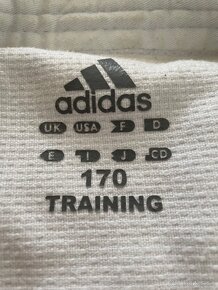 adidas
UK USA F D
E I J CD
170
TRAINING